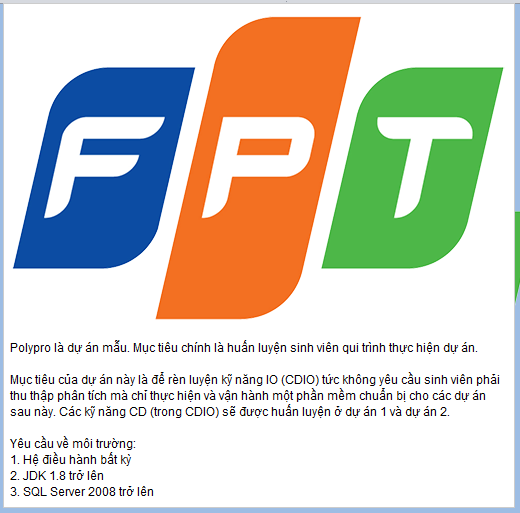 FPT
Polypro là dự án mẫu. Mục tiêu chính là huấn luyện sinh viên qui trình thực hiện dự án.
Mục tiêu của dự án này là để rèn luyện kỹ năng IO (CDIO) tức không yêu cầu sinh viên phải
thu thập phân tích mà chỉ thực hiện và vận hành một phần mềm chuẩn bị cho các dự án
sau này. Các kỹ năng CD (trong CDIO) sẽ được huấn luyện ở dự án 1 và dự án 2.
Yêu cầu về môi trường:
1. Hệ điều hành bất kỳ
2. JDK 1.8 trở lên
3. SQL Server 2008 trở lên